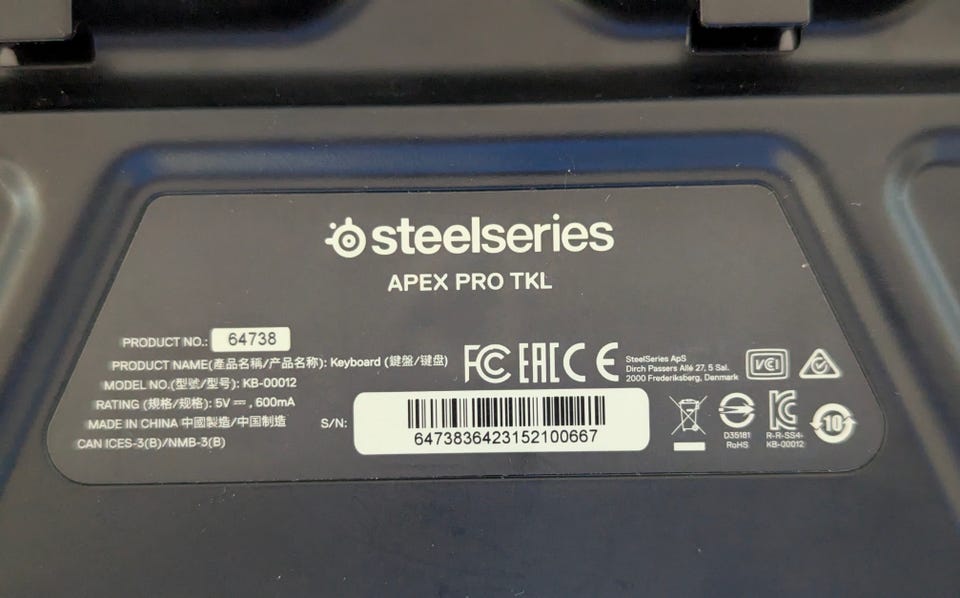 steelseries
APEX PRO TKL
PRODUCT NO.: 64738
PRODUCT NAME(產品名稱/产品名称): Keyboard (鍵盤/键盘)
MODEL NO.(型號/型号): KB-00012
RATING (規格/规格): 5V ⎓, 600mA
MADE IN CHINA 中國製造/中国制造
CAN ICES-3(B)/NMB-3(B)
FC EAC CE
SteelSeries ApS
Dirch Passers Allé 27, 5 Sal.
2000 Frederiksberg, Denmark
VCI
S/N: 6473836423152100667
D35181
RoHS
R-R-SS4-
KB-00012
10